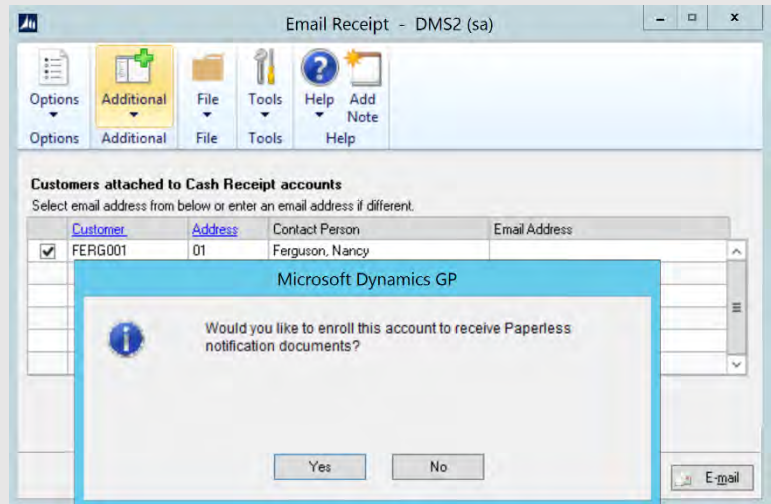 Email Receipt - DMS2 (sa)
Options Additional File Tools Help Add Note
Options Additional File Tools Help
Customers attached to Cash Receipt accounts
Select email address from below or enter an email address if different.
Customer Address Contact Person Email Address
FERG001 01 Ferguson, Nancy
Microsoft Dynamics GP
Would you like to enroll this account to receive Paperless
notification documents?
Yes No
E-mail